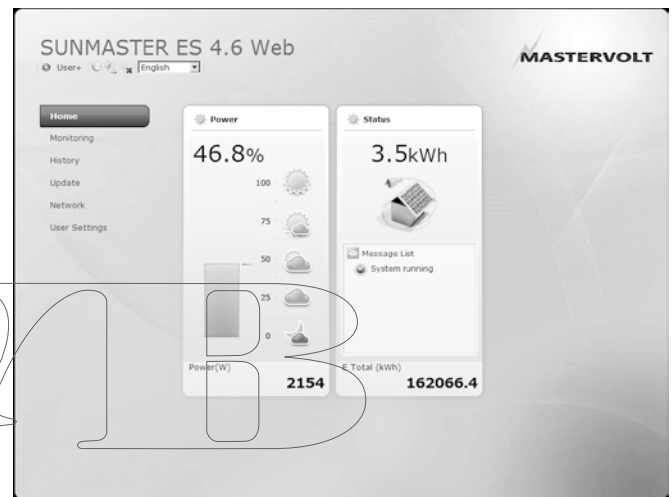 SUNMASTER ES 4.6 Web
User+ English
MASTERVOLT
Home
Monitoring
History
Update
Network
User Settings
Power
46.8%
100
75
50
25
0
Power(W)
2154
Status
3.5kWh
Message List
System running
E Total (kWh)
162066.4